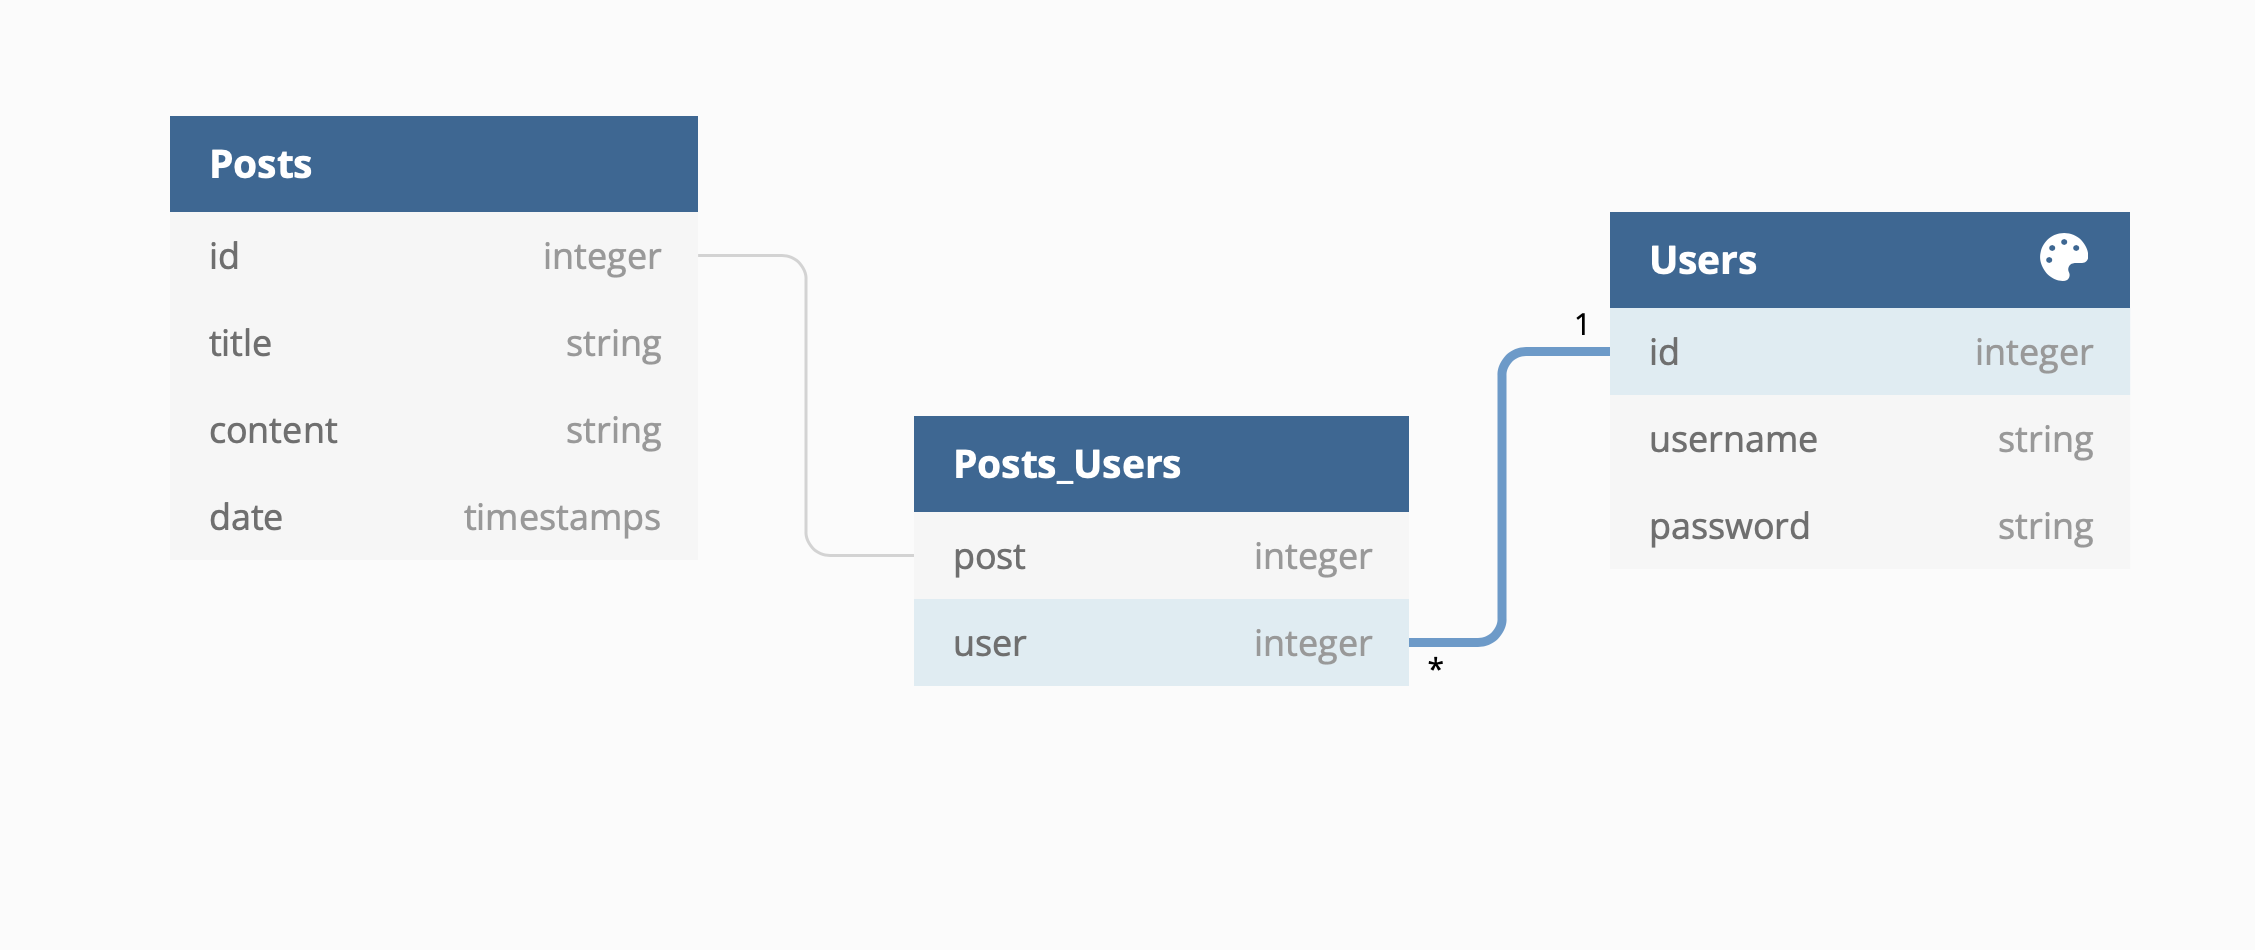 Posts
id integer
title string
content string
date timestamps
Posts_Users
post integer
user integer
*
1
Users
id integer
username string
password string